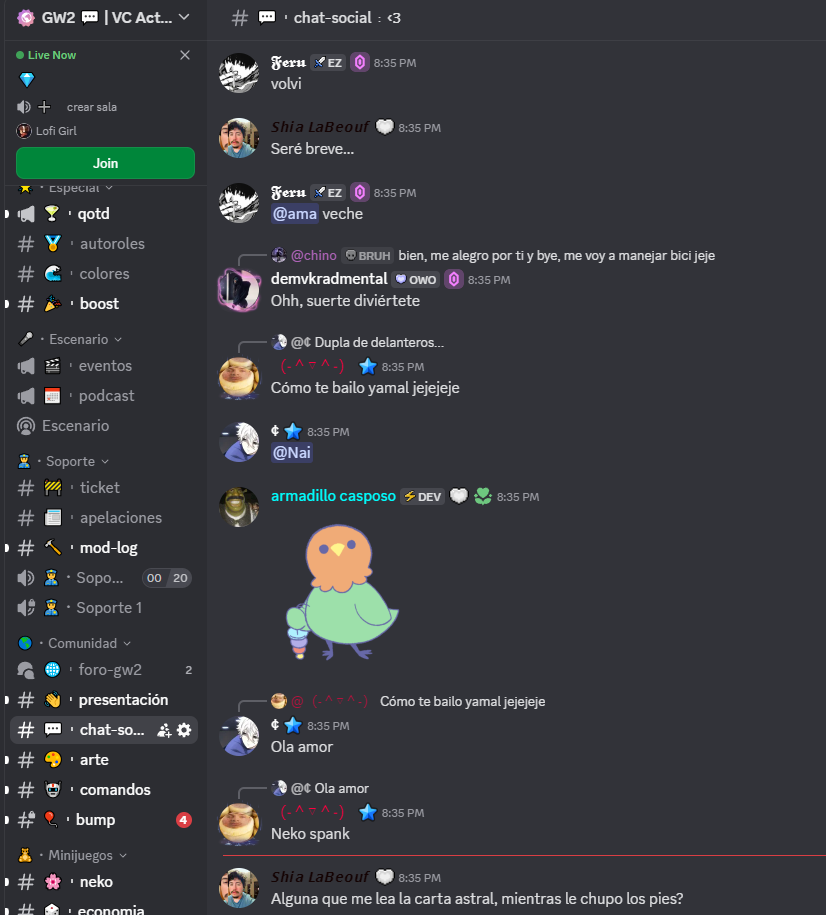 GW2 💬 | VC Act...
Live Now
💎
crear sala
Lofi Girl
Join
⭐ · Especial
🍸 · qotd
🏅 · autoroles
🌊 · colores
🎉 · boost
🎤 · Escenario
🎬 · eventos
📅 · podcast
Escenario
👮 · Soporte
🚧 · ticket
🧾 · apelaciones
🔨 · mod-log
👮 · Sopo... 00 20
👮 · Soporte 1
🌎 · Comunidad
🌐 · foro-gw2 2
👋 · presentación
💬 · chat-so...
🎨 · arte
🤖 · comandos
🎈 · bump 4
🧸 · Minijuegos
🌸 · neko
🎲 · economia
# 💬 · chat-social : <3
𝕱𝖊𝖗𝖚 EZ 8:35 PM
volvi
Shia LaBeouf 🤍 8:35 PM
Seré breve...
𝕱𝖊𝖗𝖚 EZ 8:35 PM
@ama veche
@chino BRUH bien, me alegro por ti y bye, me voy a manejar bici jeje
demvkradmental OWO 8:35 PM
Ohh, suerte diviértete
@¢ Dupla de delanteros...
8:35 PM
Cómo te bailo yamal jejejeje
¢ 8:35 PM
@Nai
armadillo casposo ⚡DEV 8:35 PM
Cómo te bailo yamal jejejeje
¢ 8:35 PM
Ola amor
@¢ Ola amor
8:35 PM
Neko spank
Shia LaBeouf 🤍 8:35 PM
Alguna que me lea la carta astral, mientras le chupo los pies?